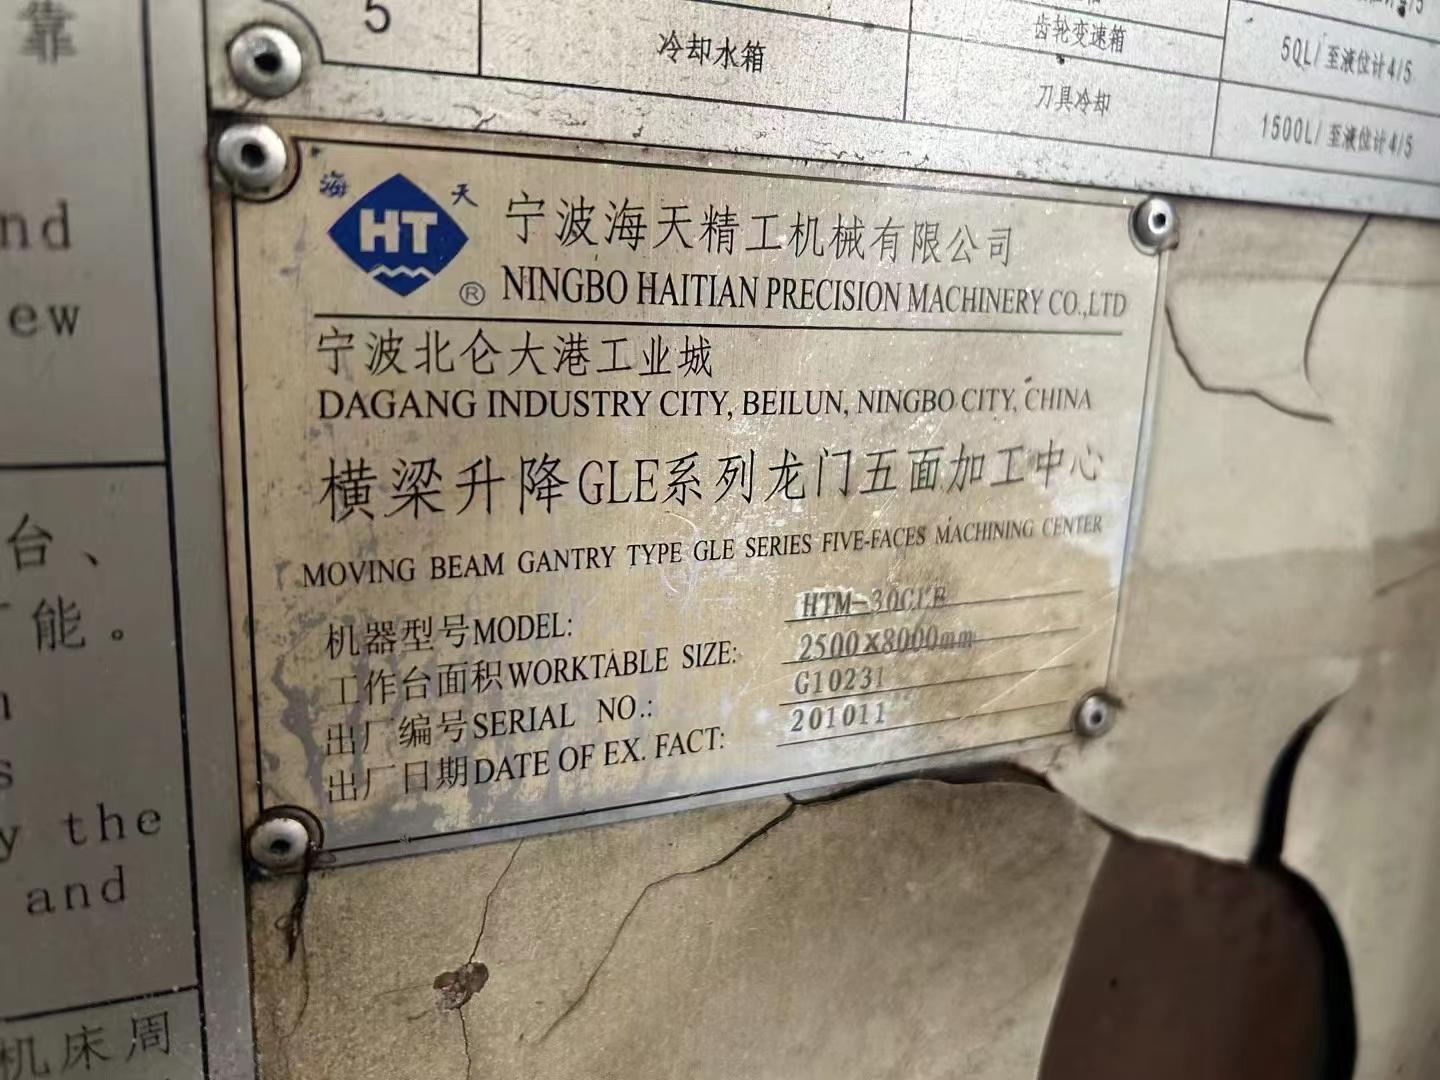 靠
nd
ew
台、
能。
s
y the
and
机床周
5
冷却水箱
齿轮变速箱
50L/至液位计4/5
刀具冷却
1500L/至液位计4/5
海天
HT
®
宁波海天精工机械有限公司
NINGBO HAITIAN PRECISION MACHINERY CO.,LTD
宁波北仑大港工业城
DAGANG INDUSTRY CITY, BEILUN, NINGBO CITY, CHINA
横梁升降GLE系列龙门五面加工中心
MOVING BEAM GANTRY TYPE GLE SERIES FIVE-FACES MACHINING CENTER
机器型号MODEL: HTM-30GLE
工作台面积WORKTABLE SIZE: 2500×8000mm
出厂编号SERIAL NO.: G10231
出厂日期DATE OF EX. FACT: 201011